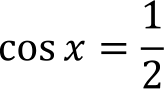 cos x = 1/2